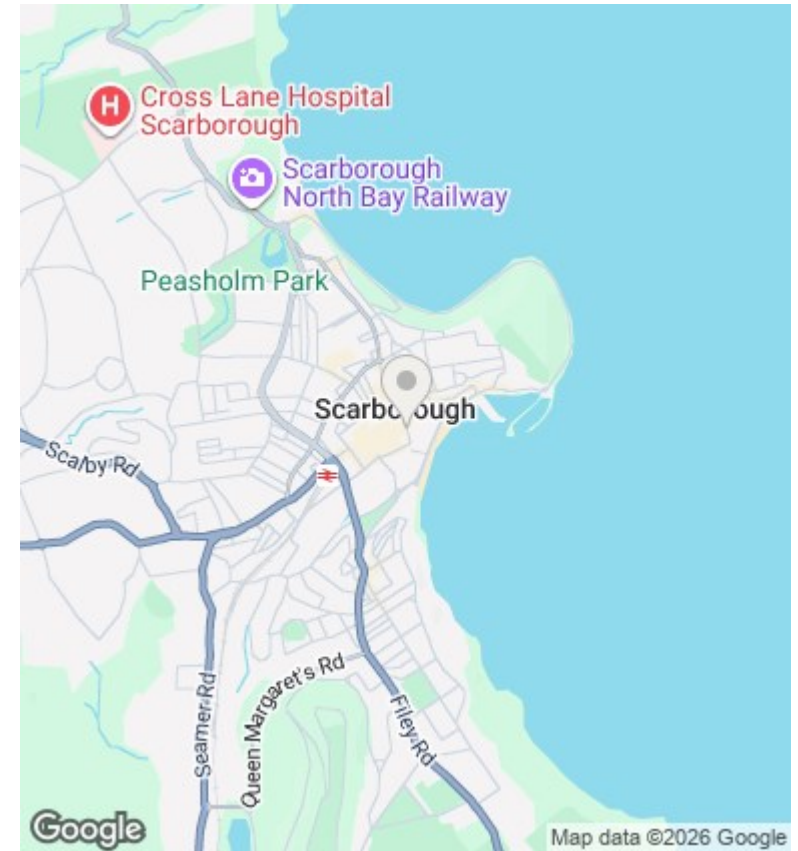 Cross Lane Hospital
Scarborough
Scarborough
North Bay Railway
Peasholm Park
Scarborough
Scalby Rd
Queen Margaret's Rd
Seamer Rd
Filey Rd
Google
Map data ©2026 Google